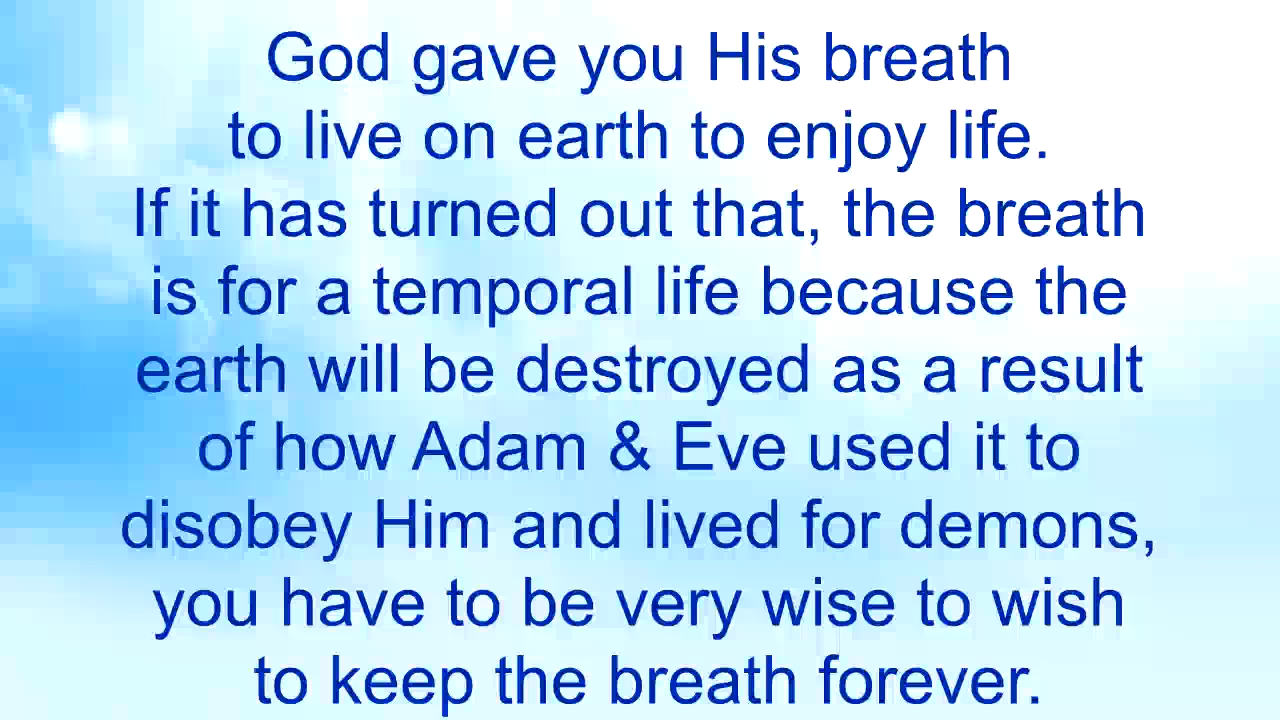 God gave you His breath
to live on earth to enjoy life.
If it has turned out that, the breath
is for a temporal life because the
earth will be destroyed as a result
of how Adam & Eve used it to
disobey Him and lived for demons,
you have to be very wise to wish
to keep the breath forever.